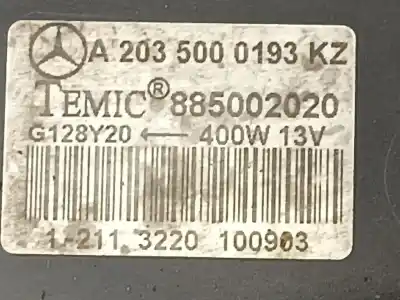 A 203 500 0193 KZ
TEMIC® 885002020
G128Y20 ← 400W 13V
1-211 3220 100903